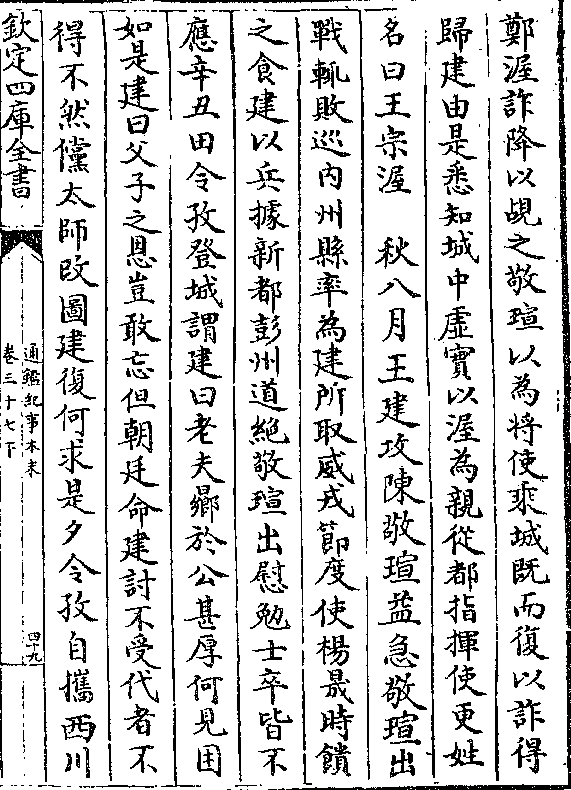 鄭渥詐降以覘之敬瑄以為將使乘城既而復以詐得
歸建由是悉知城中虛實以渥為親從都指揮使更姓
名曰王宗渥　秋八月王建攻陳敬瑄益急敬瑄出
戰輒敗巡内州縣率為建所取威戎節度使楊晟時饋
之食建以兵據新都彭州道絶敬瑄出慰勉士卒皆不
應辛丑田令孜登城謂建曰老夫曏於公甚厚何見困
如是建曰父子之恩豈敢忘但朝廷命建討不受代者不
得不然儻太師改圖建復何求是夕令孜自攜西川
欽定四庫全書
通鑑紀事本末
卷三十七下
四十九